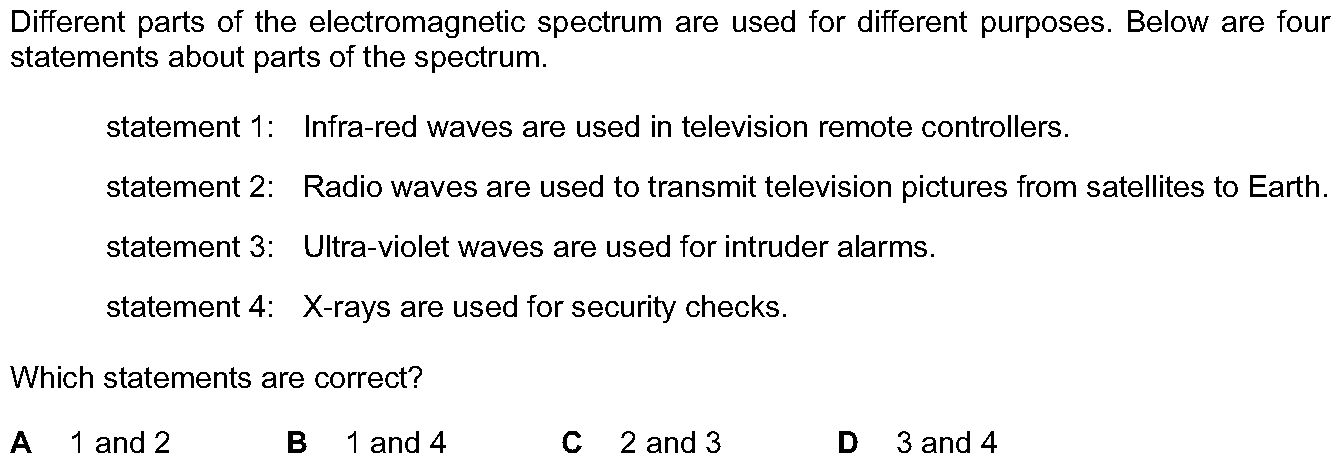 Different parts of the electromagnetic spectrum are used for different purposes. Below are four
statements about parts of the spectrum.
statement 1: Infra-red waves are used in television remote controllers.
statement 2: Radio waves are used to transmit television pictures from satellites to Earth.
statement 3: Ultra-violet waves are used for intruder alarms.
statement 4: X-rays are used for security checks.
Which statements are correct?
A 1 and 2 B 1 and 4 C 2 and 3 D 3 and 4